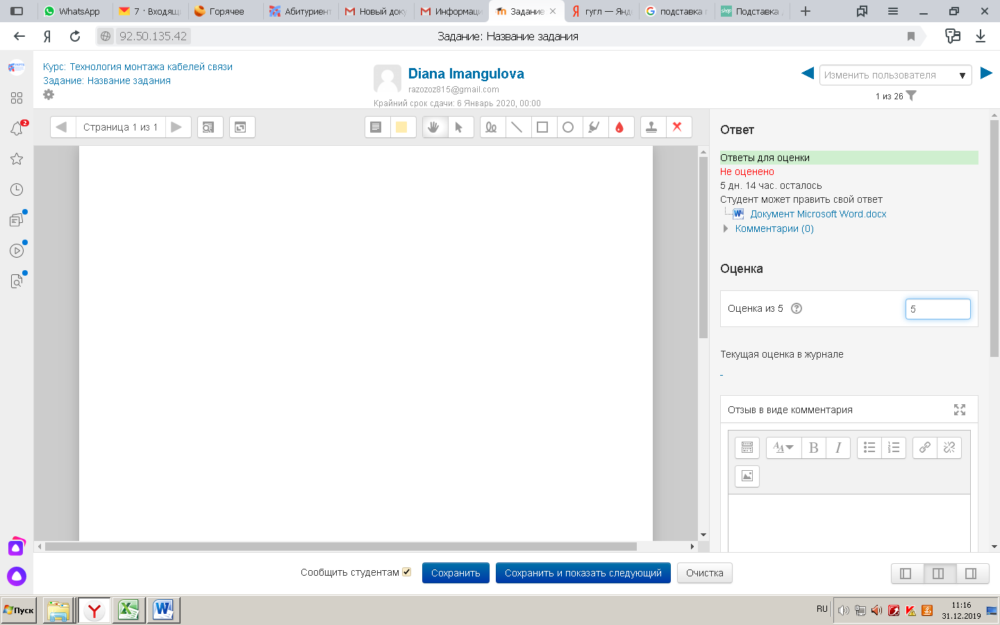 WhatsApp
7 · Входящи
Горячее
Абитуриент
Новый доку
Информаци
Задание
гугл — Янд
подставка
Подставка
92.50.135.42
Задание: Название задания
Курс: Технология монтажа кабелей связи
Задание: Название задания
Diana Imangulova
razozoz815@gmail.com
Крайний срок сдачи: 6 Январь 2020, 00:00
Изменить пользователя
1 из 26
2
Страница 1 из 1
Ответ
Ответы для оценки
Не оценено
5 дн. 14 час. осталось
Студент может править свой ответ
Документ Microsoft Word.docx
Комментарии (0)
Оценка
Оценка из 5
5
Текущая оценка в журнале
-
Отзыв в виде комментария
Сообщить студентам
Сохранить
Сохранить и показать следующий
Очистка
Пуск
RU
11:16
31.12.2019